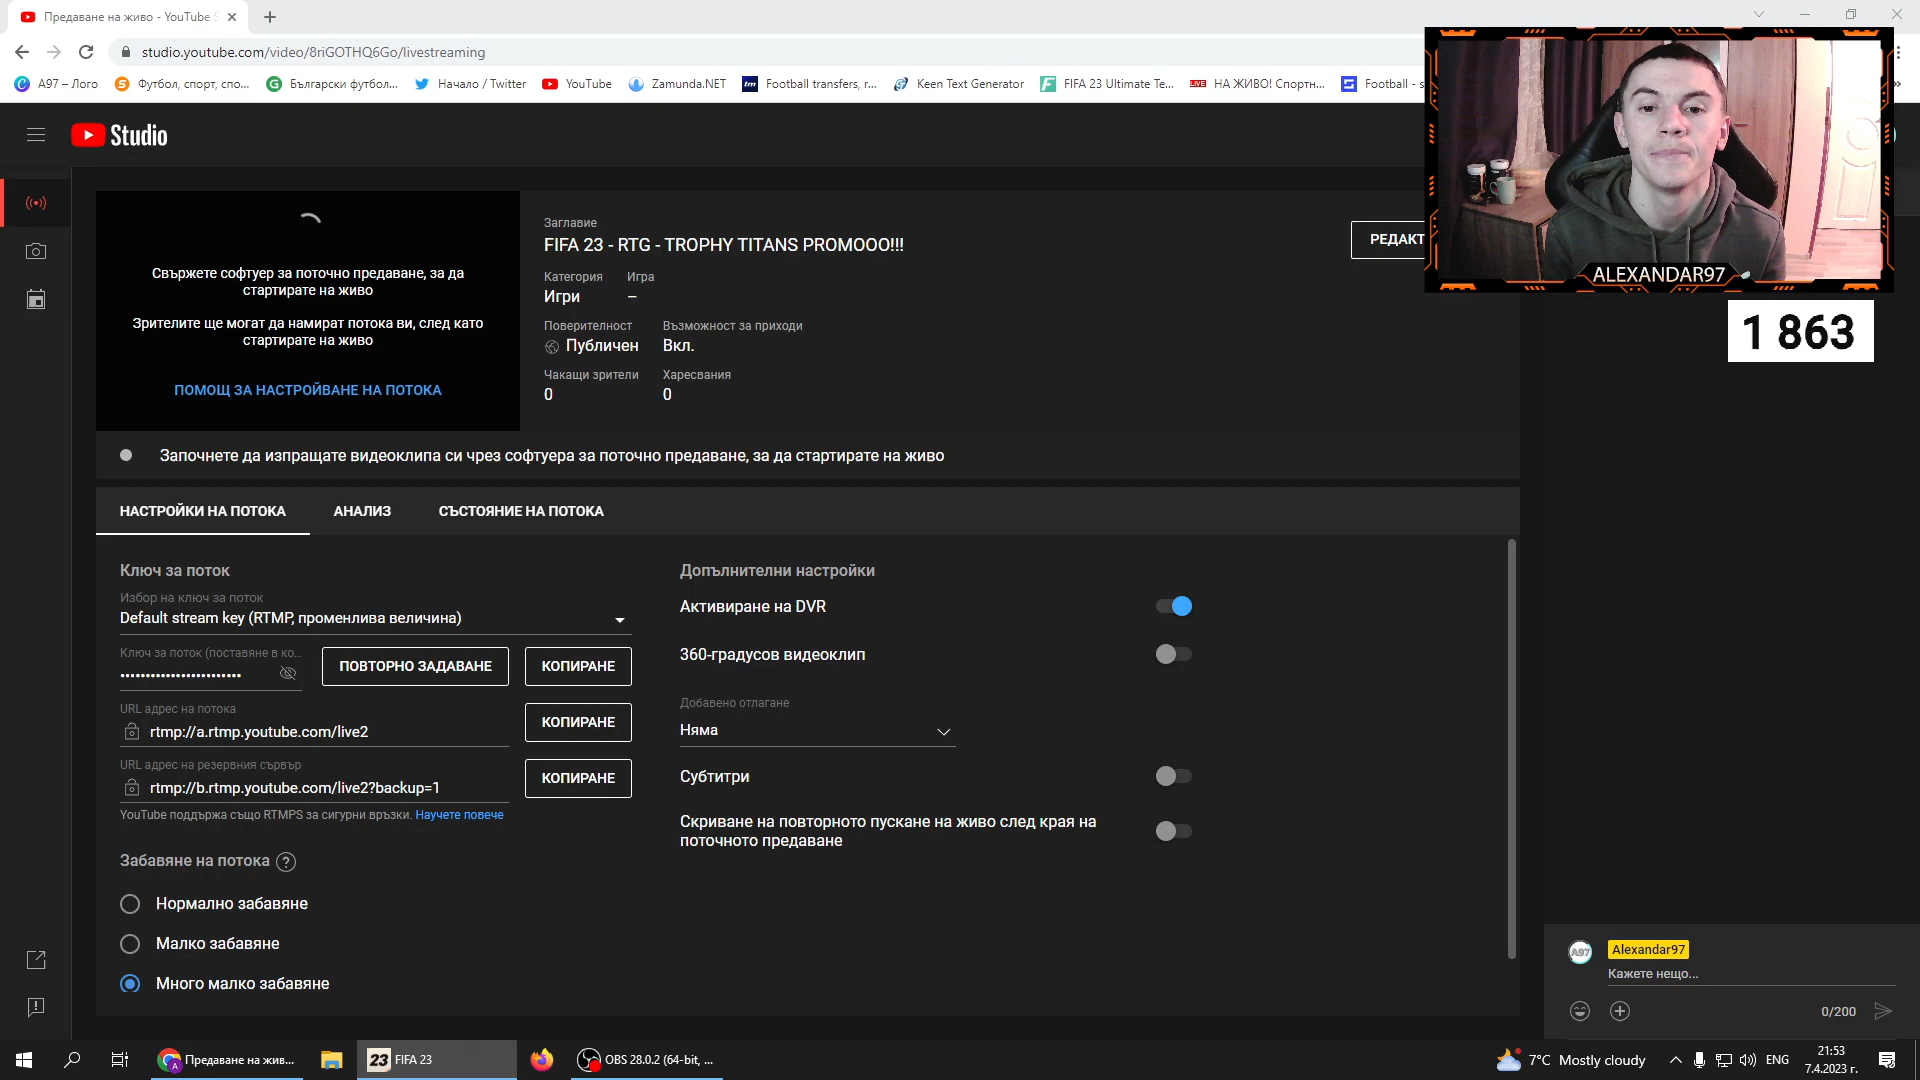 Предаване на живо - YouTube S
studio.youtube.com/video/8riGOTHQ6Go/livestreaming
A97 – Лого
Футбол, спорт, спо...
Български футбол...
Начало / Twitter
YouTube
Zamunda.NET
Football transfers, r...
Keen Text Generator
FIFA 23 Ultimate Te...
НА ЖИВО! Спортн...
Football - s
Studio
Свържете софтуер за поточно предаване, за да
стартирате на живо
Зрителите ще могат да намират потока ви, след като
стартирате на живо
ПОМОЩ ЗА НАСТРОЙВАНЕ НА ПОТОКА
Заглавие
FIFA 23 - RTG - TROPHY TITANS PROMOOO!!!
Категория Игра
Игри –
Поверителност Възможност за приходи
Публичен Вкл.
Чакащи зрители Харесвания
0 0
РЕДАКТ
ALEXANDAR97
1 863
Започнете да изпращате видеоклипа си чрез софтуера за поточно предаване, за да стартирате на живо
НАСТРОЙКИ НА ПОТОКА АНАЛИЗ СЪСТОЯНИЕ НА ПОТОКА
Ключ за поток
Избор на ключ за поток
Default stream key (RTMP, променлива величина)
Ключ за поток (поставяне в ко...
ПОВТОРНО ЗАДАВАНЕ КОПИРАНЕ
URL адрес на потока
rtmp://a.rtmp.youtube.com/live2
КОПИРАНЕ
URL адрес на резервния сървър
rtmp://b.rtmp.youtube.com/live2?backup=1
КОПИРАНЕ
YouTube поддържа също RTMPS за сигурни връзки. Научете повече
Забавяне на потока ?
Нормално забавяне
Малко забавяне
Много малко забавяне
Допълнителни настройки
Активиране на DVR
360-градусов видеоклип
Добавено отлагане
Няма
Субтитри
Скриване на повторното пускане на живо след края на
поточното предаване
A97 Alexandar97
Кажете нещо...
0/200
Предаване на жив...
23 FIFA 23
OBS 28.0.2 (64-bit, ...
7°C Mostly cloudy
ENG
21:53
7.4.2023 г.